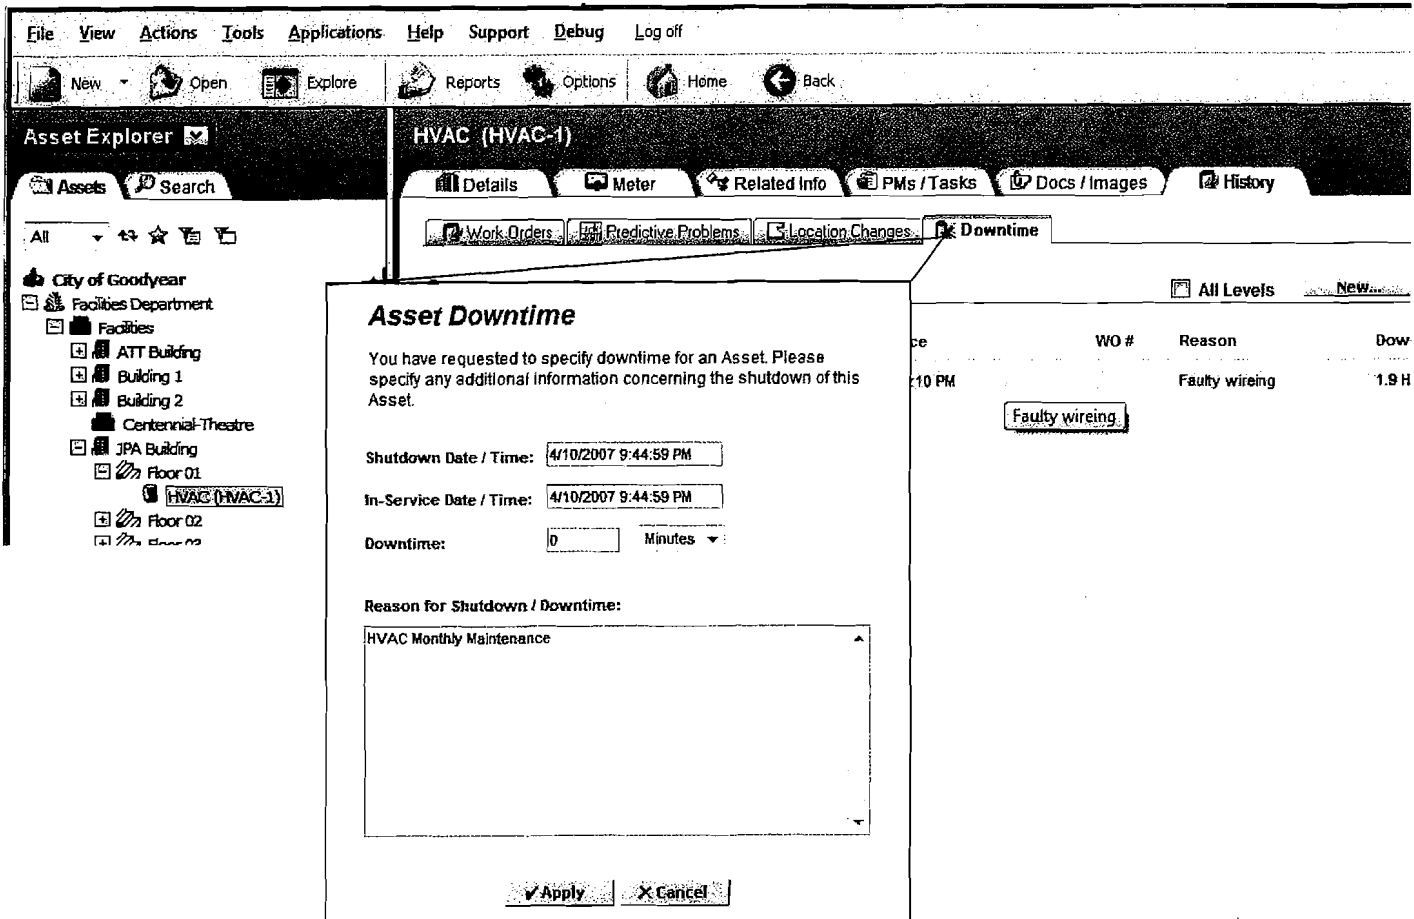 File View Actions Tools Applications Help Support Debug Log off
New Open Explore Reports Options Home Back
Asset Explorer
HVAC (HVAC-1)
Assets Search
Details Meter Related Info PMs / Tasks Docs / Images History
All
Work Orders Predictive Problems Location Changes Downtime
City of Goodyear
Facilities Department
Facilities
ATT Building
Building 1
Building 2
Centennial-Theatre
JPA Building
Floor 01
HVAC (HVAC-1)
Floor 02
All Levels New...
ce WO # Reason Dow
:10 PM Faulty wireing 1.9 H
Faulty wireing
Asset Downtime
You have requested to specify downtime for an Asset. Please
specify any additional information concerning the shutdown of this
Asset.
Shutdown Date / Time: 4/10/2007 9:44:59 PM
In-Service Date / Time: 4/10/2007 9:44:59 PM
Downtime: 0 Minutes
Reason for Shutdown / Downtime:
HVAC Monthly Maintenance
Apply Cancel